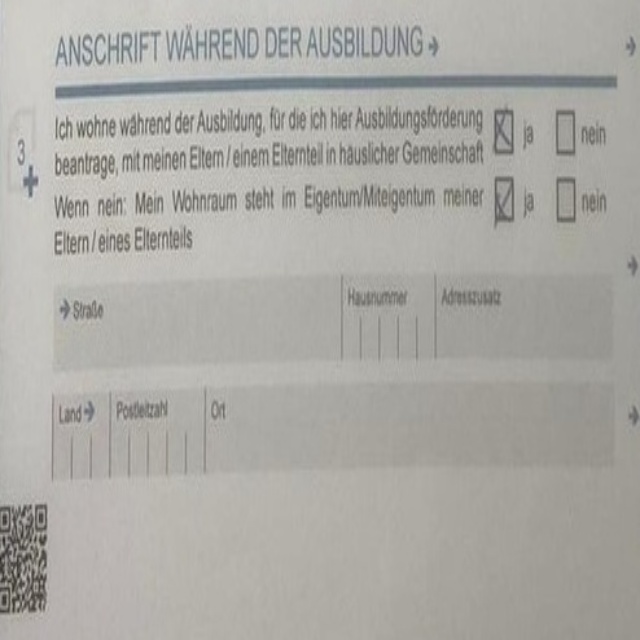 ANSCHRIFT WÄHREND DER AUSBILDUNG →
Ich wohne während der Ausbildung, für die ich hier Ausbildungsförderung ja nein
3 beantrage, mit meinen Eltern / einem Elternteil in häuslicher Gemeinschaft
Wenn nein: Mein Wohnraum steht im Eigentum/Miteigentum meiner ja nein
Eltern / eines Elternteils
→ Straße Hausnummer Adresszusatz
Land → Postleitzahl Ort